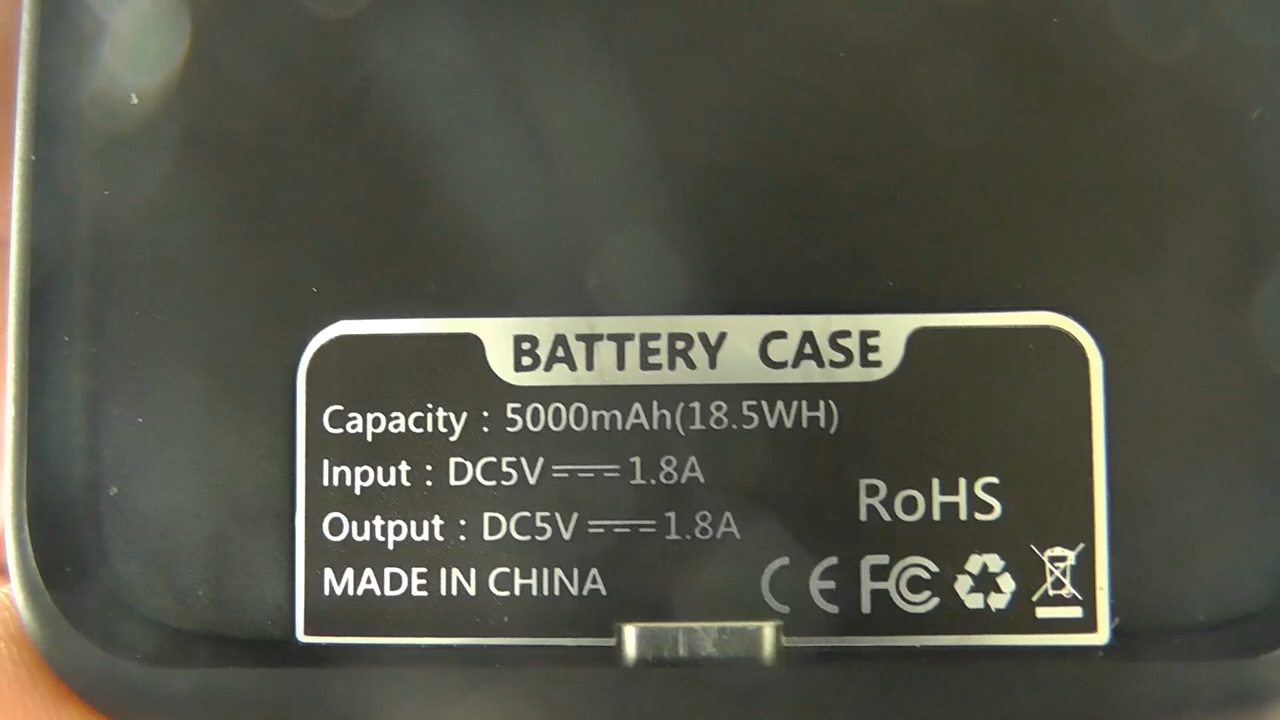 BATTERY CASE
Capacity : 5000mAh(18.5WH)
Input : DC5V⎓1.8A
Output : DC5V⎓1.8A
MADE IN CHINA
RoHS
CE FC